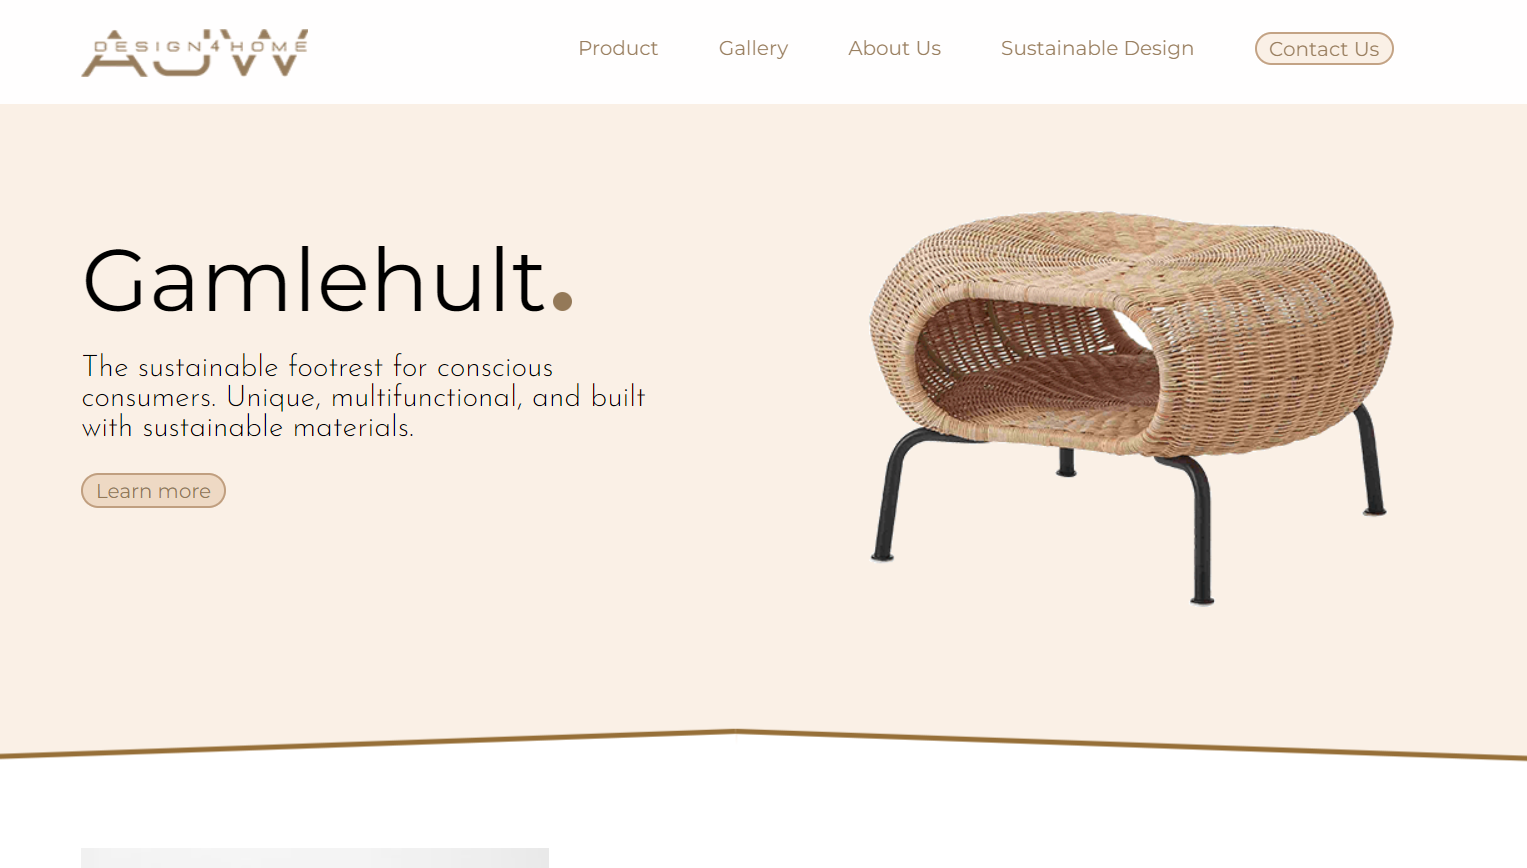 DESIGN4HOME
AJW
Product
Gallery
About Us
Sustainable Design
Contact Us
Gamlehult.
The sustainable footrest for conscious
consumers. Unique, multifunctional, and built
with sustainable materials.
Learn more